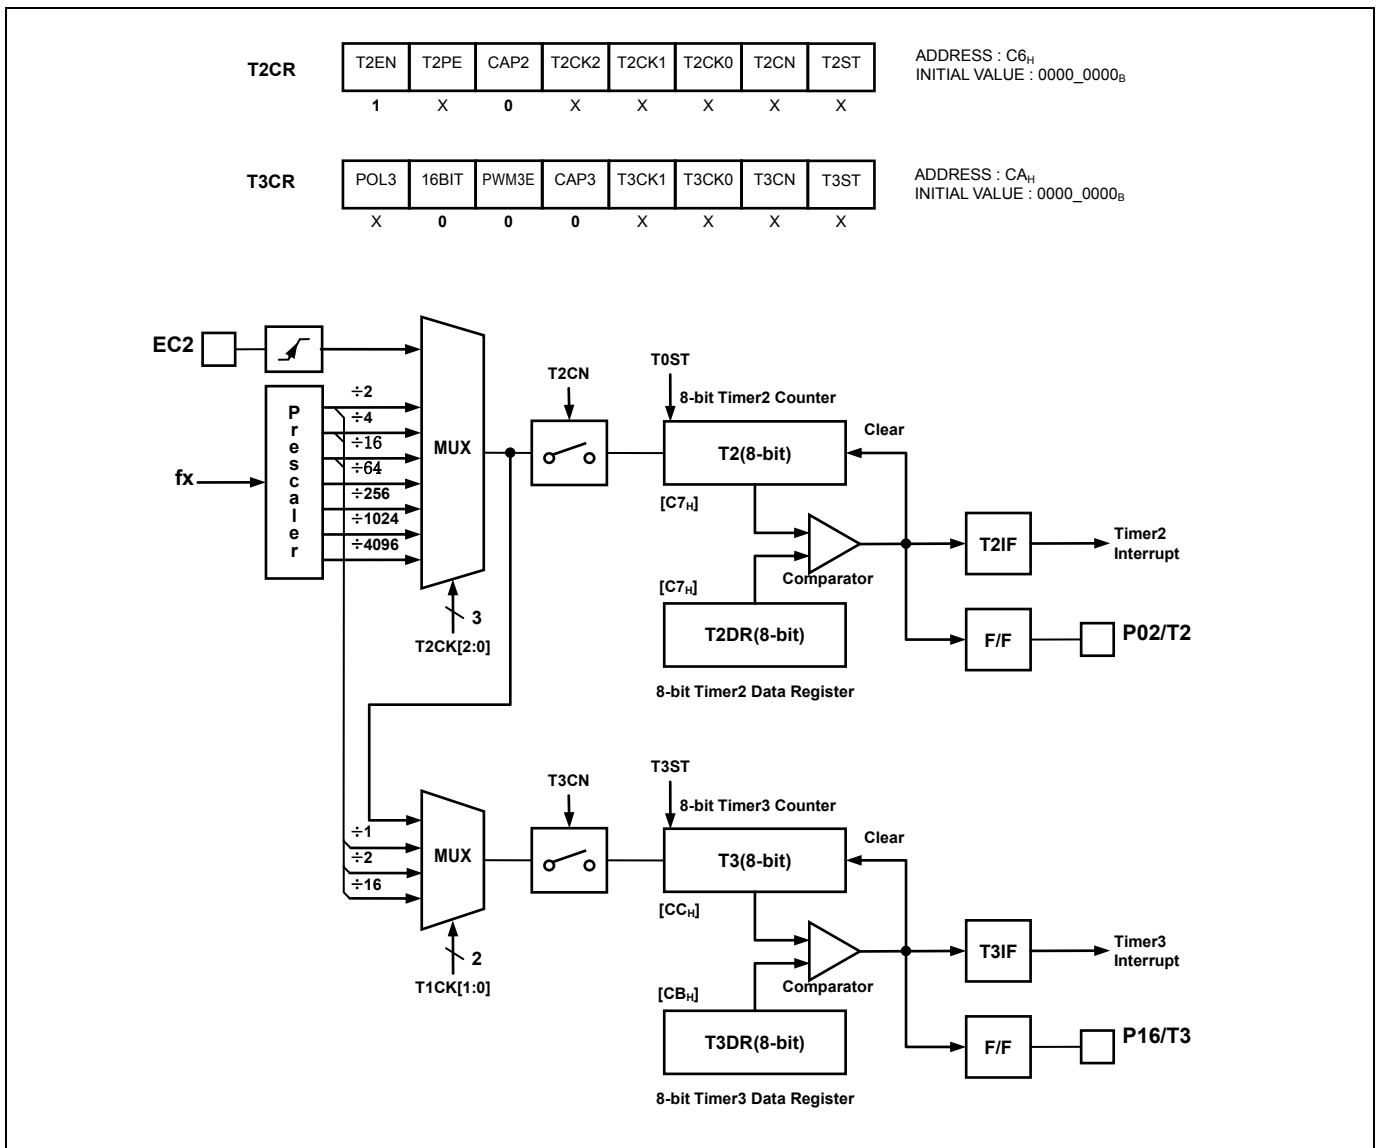 T2CR T2EN T2PE CAP2 T2CK2 T2CK1 T2CK0 T2CN T2ST
1 X 0 X X X X X
ADDRESS : C6H
INITIAL VALUE : 0000_0000B
T3CR POL3 16BIT PWM3E CAP3 T3CK1 T3CK0 T3CN T3ST
X 0 0 0 X X X X
ADDRESS : CAH
INITIAL VALUE : 0000_0000B
EC2
fx
Prescaler
÷2
÷4
÷16
÷64
÷256
÷1024
÷4096
MUX
3
T2CK[2:0]
T2CN
T0ST
8-bit Timer2 Counter
T2(8-bit)
Clear
[C7H]
Comparator
[C7H]
T2DR(8-bit)
8-bit Timer2 Data Register
T2IF
Timer2
Interrupt
F/F
P02/T2
÷1
÷2
÷16
MUX
2
T1CK[1:0]
T3CN
T3ST
8-bit Timer3 Counter
T3(8-bit)
Clear
[CCH]
Comparator
[CBH]
T3DR(8-bit)
8-bit Timer3 Data Register
T3IF
Timer3
Interrupt
F/F
P16/T3